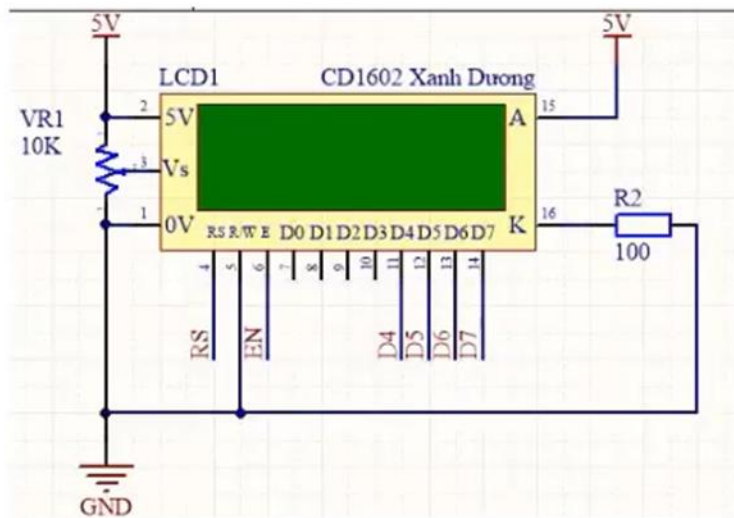 5V
5V
LCD1
CD1602 Xanh Dương
VR1
10K
2
5V
A
15
3
Vs
1
0V
K
16
R2
100
RS R/W E D0 D1 D2 D3 D4 D5 D6 D7
4 5 6 7 8 9 10 11 12 13 14
RS
EN
D4
D5
D6
D7
GND